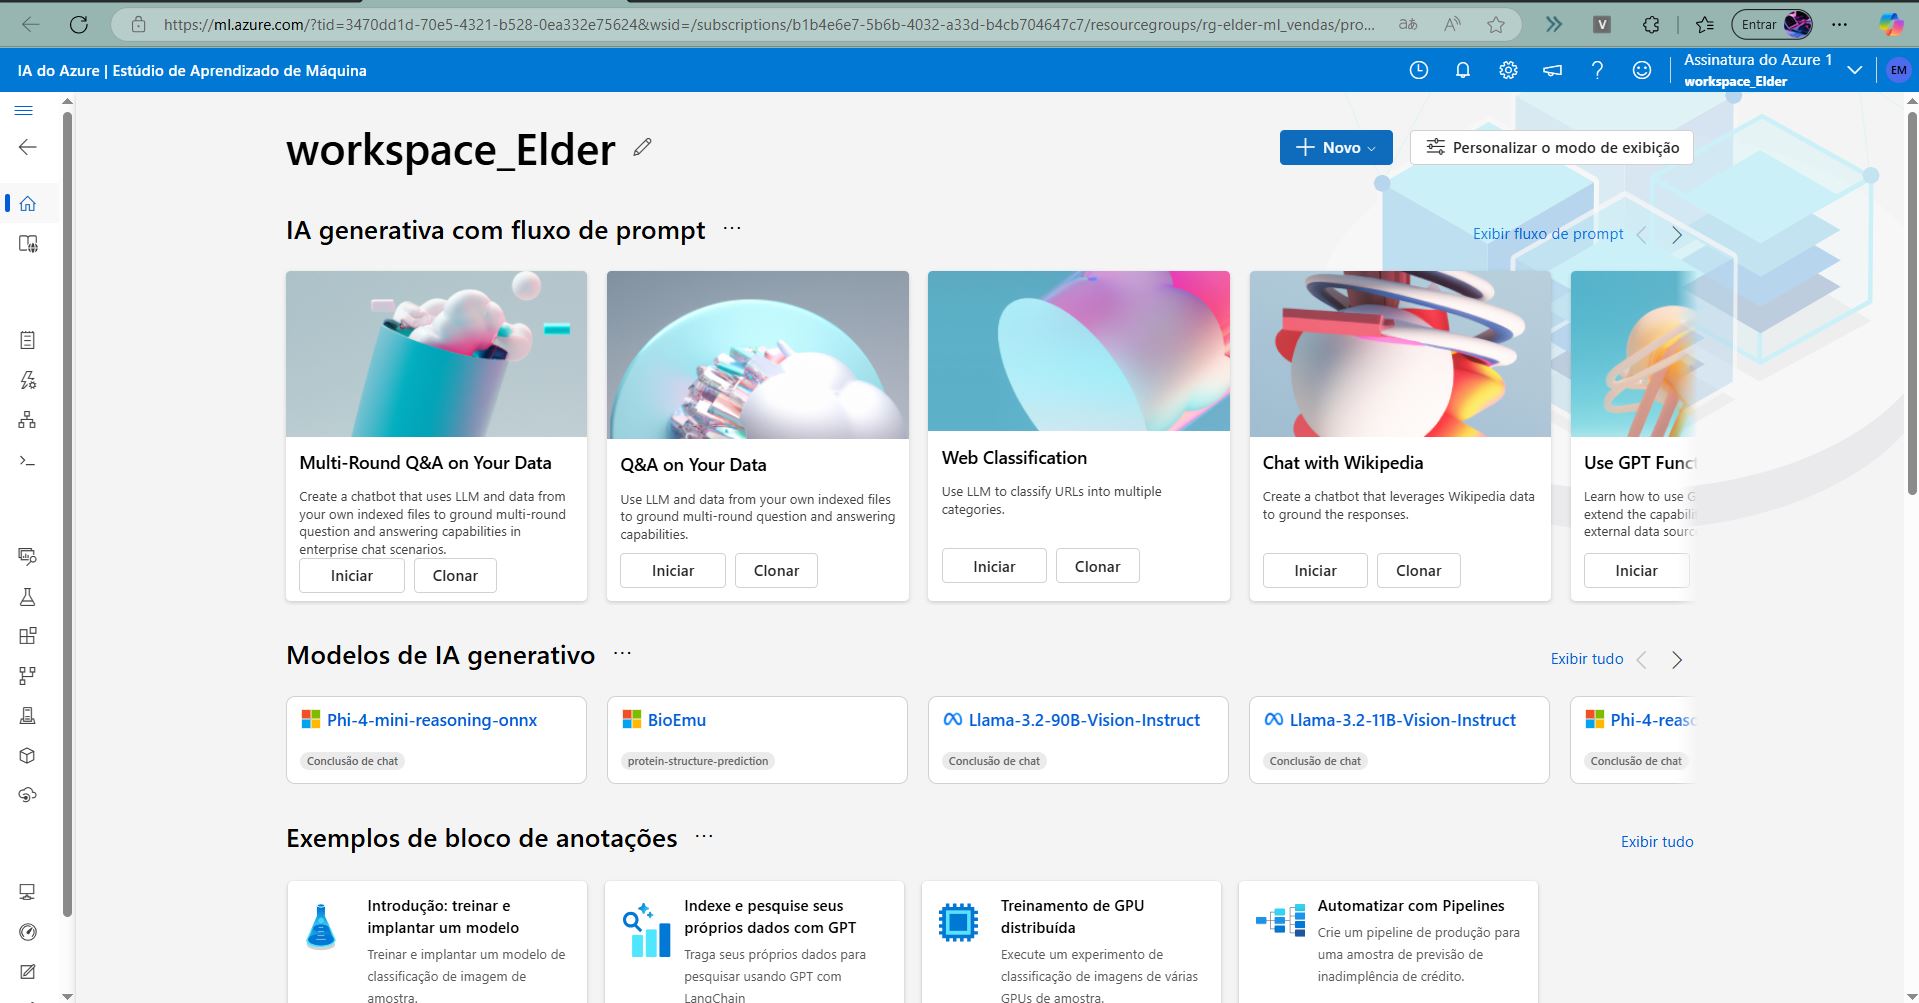 https://ml.azure.com/?tid=3470dd1d-70e5-4321-b528-0ea332e75624&wsid=/subscriptions/b1b4e6e7-5b6b-4032-a33d-b4cb704647c7/resourcegroups/rg-elder-ml_vendas/pro...
Entrar
IA do Azure | Estúdio de Aprendizado de Máquina
Assinatura do Azure 1
workspace_Elder
EM
workspace_Elder
Novo
Personalizar o modo de exibição
IA generativa com fluxo de prompt ...
Exibir fluxo de prompt
Multi-Round Q&A on Your Data
Create a chatbot that uses LLM and data from
your own indexed files to ground multi-round
question and answering capabilities in
enterprise chat scenarios.
Iniciar
Clonar
Q&A on Your Data
Use LLM and data from your own indexed files
to ground multi-round question and answering
capabilities.
Iniciar
Clonar
Web Classification
Use LLM to classify URLs into multiple
categories.
Iniciar
Clonar
Chat with Wikipedia
Create a chatbot that leverages Wikipedia data
to ground the responses.
Iniciar
Clonar
Use GPT Funct
Learn how to use G
extend the capabili
external data sourc
Iniciar
Modelos de IA generativo ...
Exibir tudo
Phi-4-mini-reasoning-onnx
Conclusão de chat
BioEmu
protein-structure-prediction
Llama-3.2-90B-Vision-Instruct
Conclusão de chat
Llama-3.2-11B-Vision-Instruct
Conclusão de chat
Phi-4-reaso
Conclusão de chat
Exemplos de bloco de anotações ...
Exibir tudo
Introdução: treinar e
implantar um modelo
Treinar e implantar um modelo de
classificação de imagem de
amostra.
Indexe e pesquise seus
próprios dados com GPT
Traga seus próprios dados para
pesquisar usando GPT com
LangChain
Treinamento de GPU
distribuída
Execute um experimento de
classificação de imagens de várias
GPUs de amostra.
Automatizar com Pipelines
Crie um pipeline de produção para
uma amostra de previsão de
inadimplência de crédito.